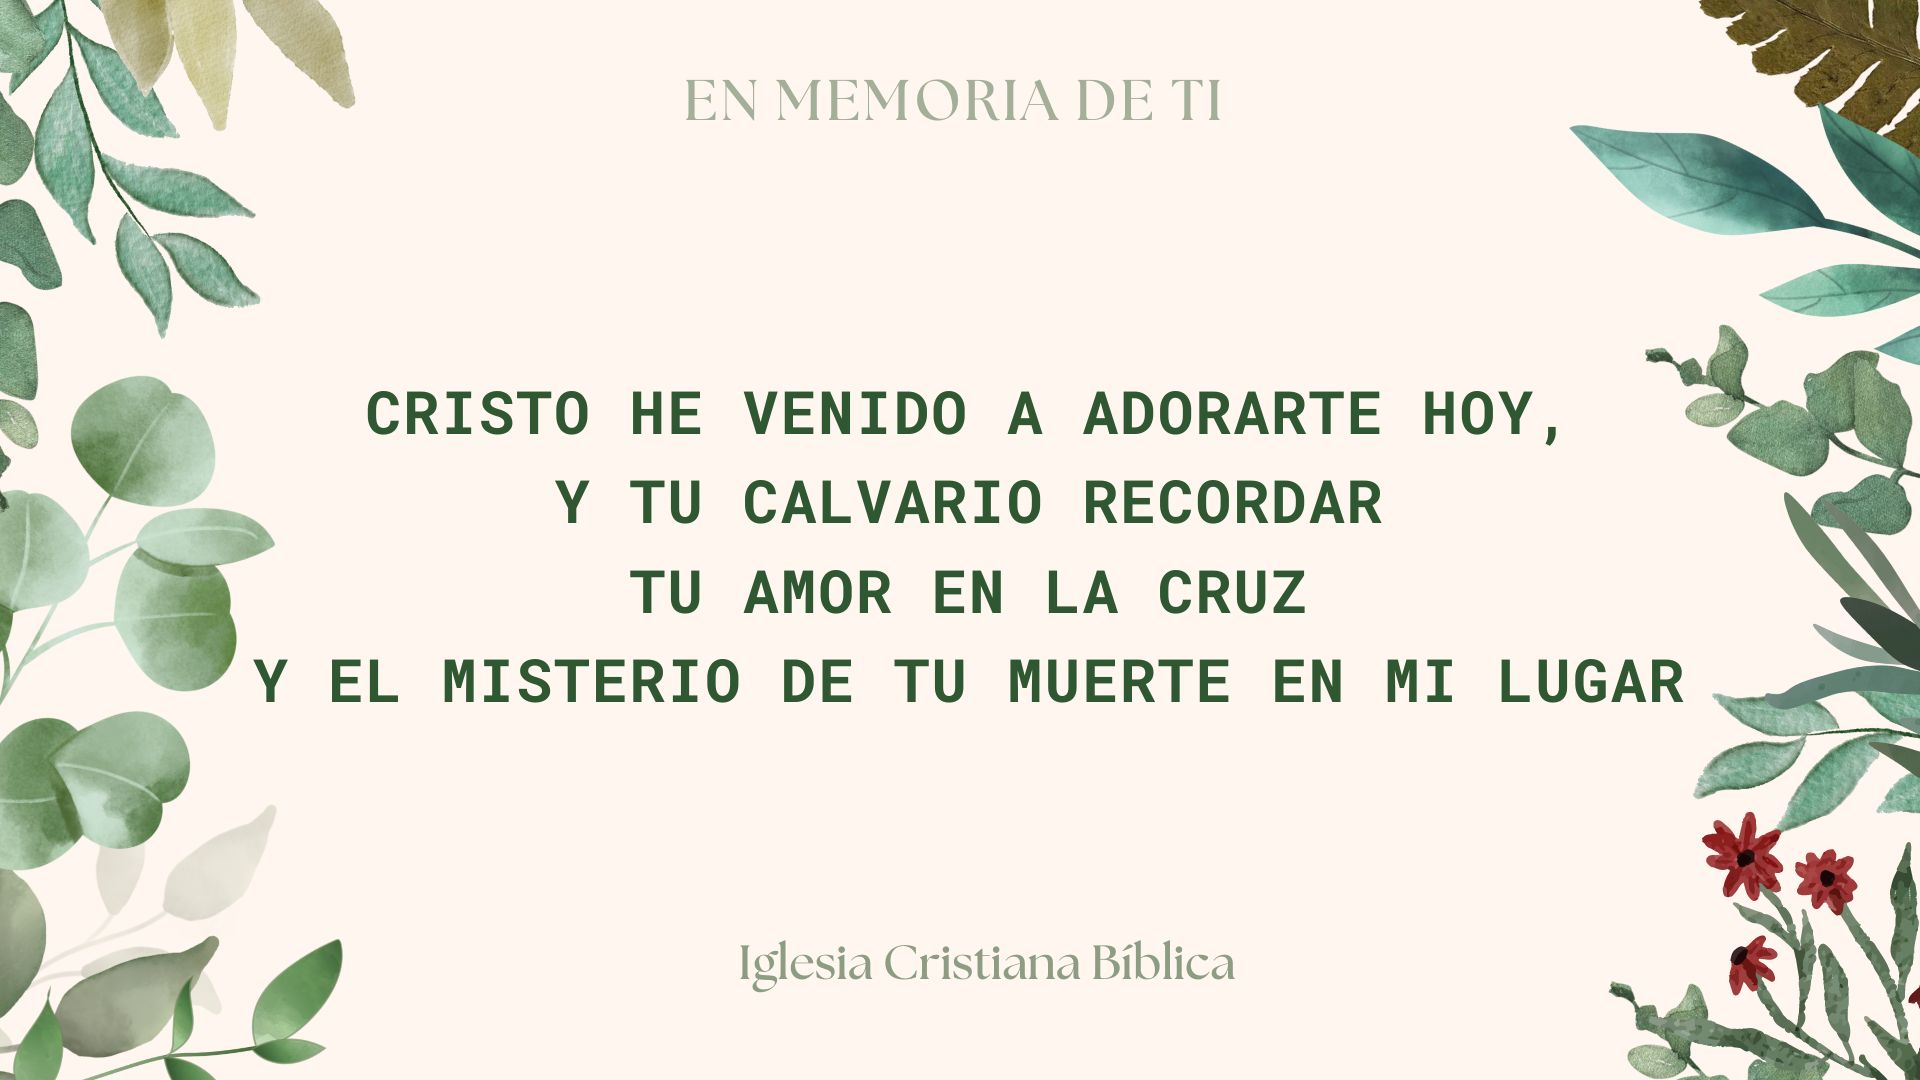 EN MEMORIA DE TI
CRISTO HE VENIDO A ADORARTE HOY,
Y TU CALVARIO RECORDAR
TU AMOR EN LA CRUZ
Y EL MISTERIO DE TU MUERTE EN MI LUGAR
Iglesia Cristiana Bíblica